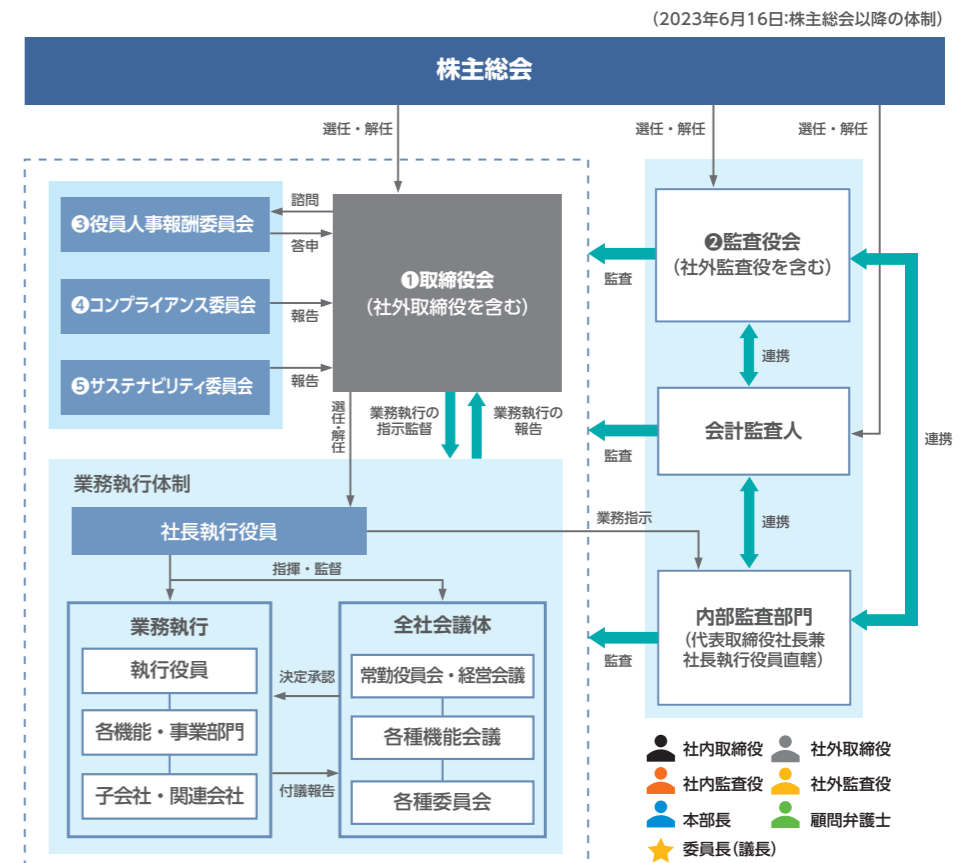 （2023年6月16日:株主総会以降の体制）
株主総会
選任・解任
選任・解任
選任・解任
❸役員人事報酬委員会
諮問
答申
❹コンプライアンス委員会
報告
❺サステナビリティ委員会
報告
❶取締役会
（社外取締役を含む）
❷監査役会
（社外監査役を含む）
監査
連携
会計監査人
監査
連携
連携
選任・解任
業務執行の
指示監督
業務執行の
報告
業務執行体制
社長執行役員
業務指示
指揮・監督
内部監査部門
（代表取締役社長兼
社長執行役員直轄）
監査
業務執行
執行役員
各機能・事業部門
子会社・関連会社
決定承認
付議報告
全社会議体
常勤役員会・経営会議
各種機能会議
各種委員会
社内取締役
社外取締役
社内監査役
社外監査役
本部長
顧問弁護士
委員長（議長）